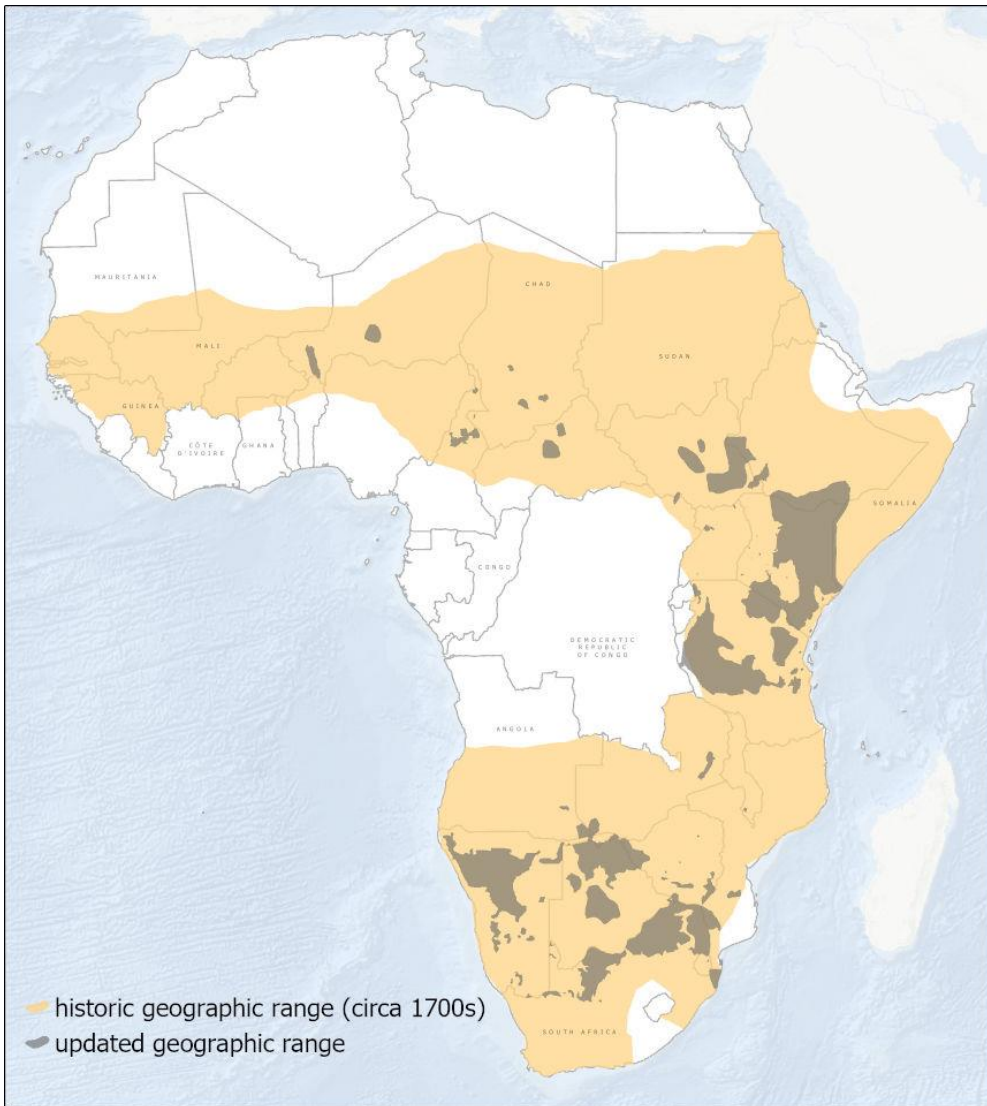 MAURITANIA
CHAD
MALI
SUDAN
GUINEA
CÔTE
D'IVOIRE
GHANA
SOMALIA
CONGO
DEMOCRATIC
REPUBLIC
OF CONGO
ANGOLA
historic geographic range (circa 1700s)
SOUTH AFRICA
updated geographic range